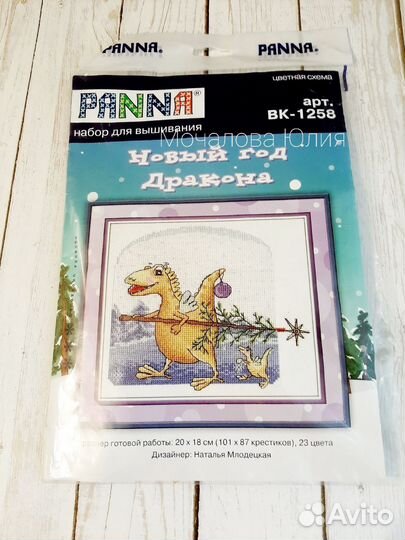 PANNA. PANNA.
цветная схема
PANNA®
арт.
ВК-1258
набор для вышивания
Мочалова Юлия
Новый год
Дракона
размер готовой работы: 20 x 18 см (101 x 87 крестиков), 23 цвета
Дизайнер: Наталья Млодецкая
Avito